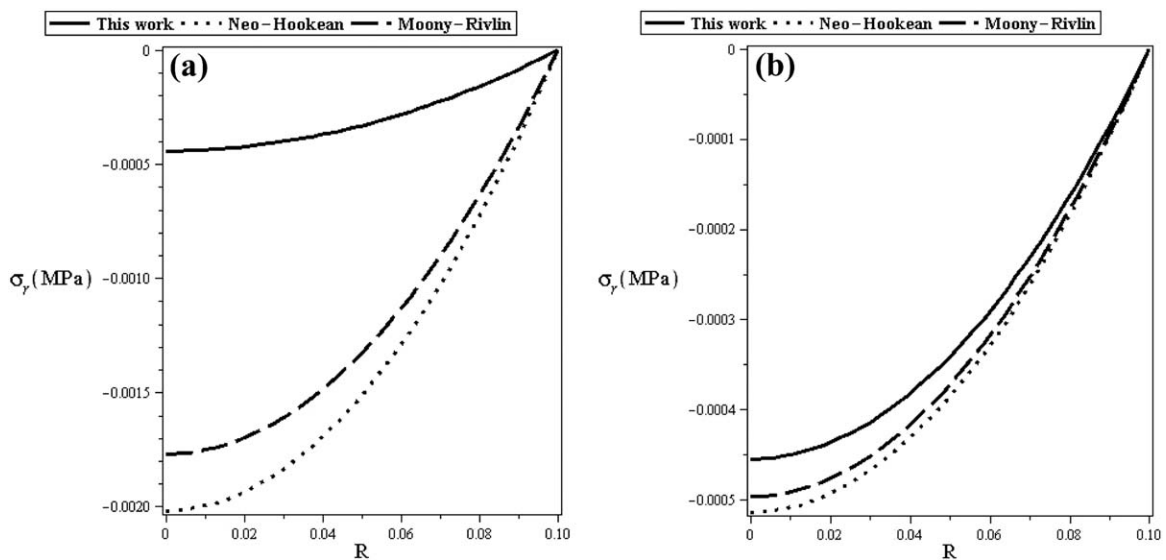 This work Neo-Hookean Moony-Rivlin
(a)
0
-0.0005
-0.0010
σγ(MPa)
-0.0015
-0.0020
0 0.02 0.04 0.06 0.08 0.10
R
This work Neo-Hookean Moony-Rivlin
(b)
0
-0.0001
-0.0002
σγ(MPa)
-0.0003
-0.0004
-0.0005
0 0.02 0.04 0.06 0.08 0.10
R